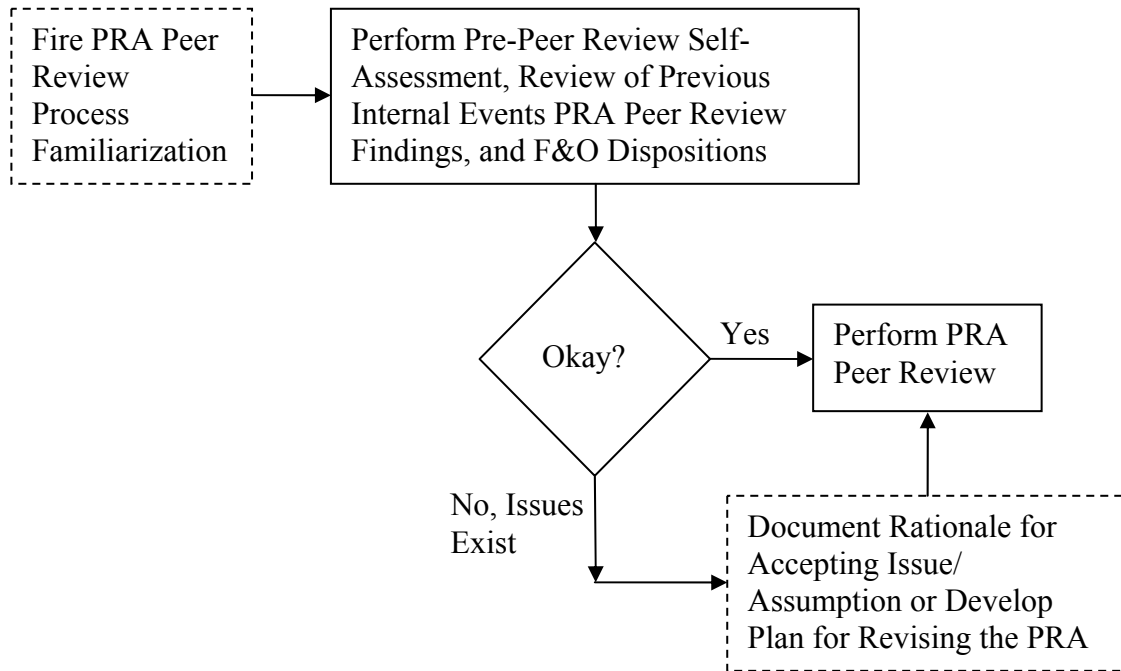 Fire PRA Peer
Review
Process
Familiarization
Perform Pre-Peer Review Self-
Assessment, Review of Previous
Internal Events PRA Peer Review
Findings, and F&O Dispositions
Okay?
Yes
Perform PRA
Peer Review
No, Issues
Exist
Document Rationale for
Accepting Issue/
Assumption or Develop
Plan for Revising the PRA